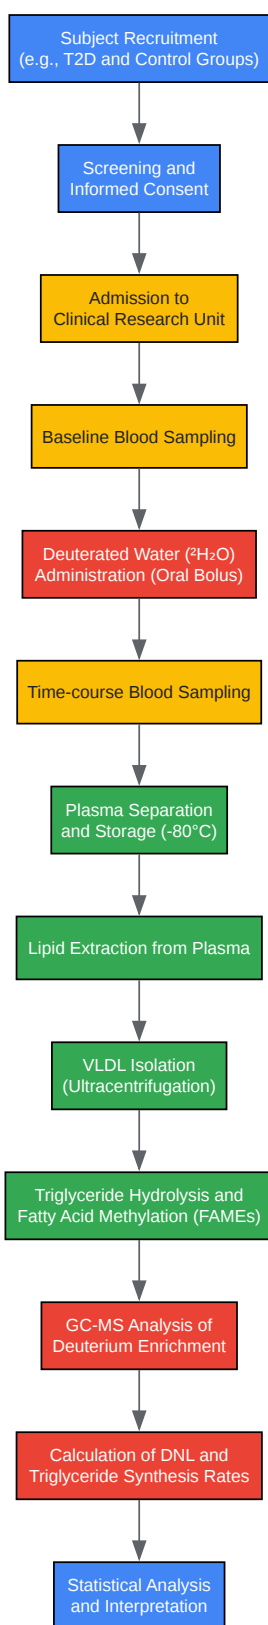 Subject Recruitment
(e.g., T2D and Control Groups)
Screening and
Informed Consent
Admission to
Clinical Research Unit
Baseline Blood Sampling
Deuterated Water (²H₂O)
Administration (Oral Bolus)
Time-course Blood Sampling
Plasma Separation
and Storage (-80°C)
Lipid Extraction from Plasma
VLDL Isolation
(Ultracentrifugation)
Triglyceride Hydrolysis and
Fatty Acid Methylation (FAMEs)
GC-MS Analysis of
Deuterium Enrichment
Calculation of DNL and
Triglyceride Synthesis Rates
Statistical Analysis
and Interpretation